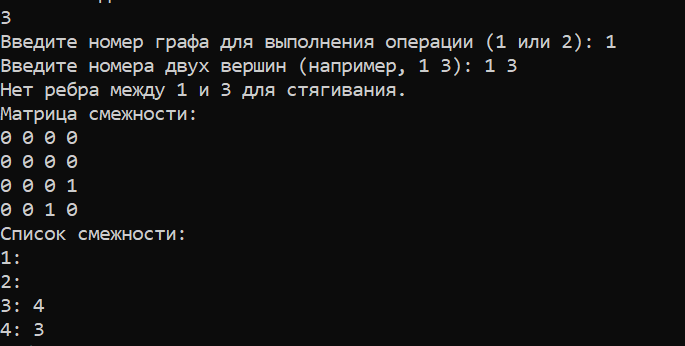 3
Введите номер графа для выполнения операции (1 или 2): 1
Введите номера двух вершин (например, 1 3): 1 3
Нет ребра между 1 и 3 для стягивания.
Матрица смежности:
0 0 0 0
0 0 0 0
0 0 0 1
0 0 1 0
Список смежности:
1:
2:
3: 4
4: 3